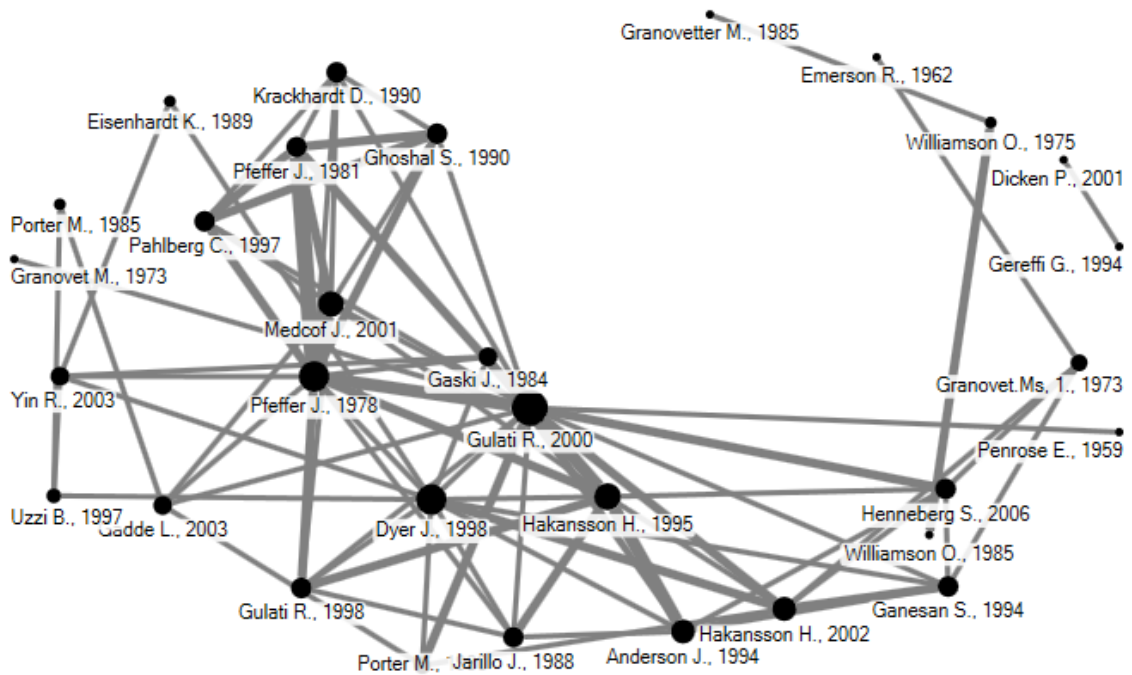 Granovetter M., 1985
Emerson R., 1962
Krackhardt D., 1990
Eisenhardt K., 1989
Williamson O., 1975
Ghoshal S., 1990
Pfeffer J., 1981
Dicken P., 2001
Porter M., 1985
Pahlberg C., 1997
Gereffi G., 1994
Granovet M., 1973
Medcof J., 2001
Gaski J., 1984
Granovet.Ms, 1., 1973
Yin R., 2003
Pfeffer J., 1978
Gulati R., 2000
Penrose E., 1959
Uzzi B., 1997
Gadde L., 2003
Dyer J., 1998
Hakansson H., 1995
Henneberg S., 2006
Williamson O., 1985
Gulati R., 1998
Ganesan S., 1994
Hakansson H., 2002
Anderson J., 1994
Porter M.,
Jarillo J., 1988